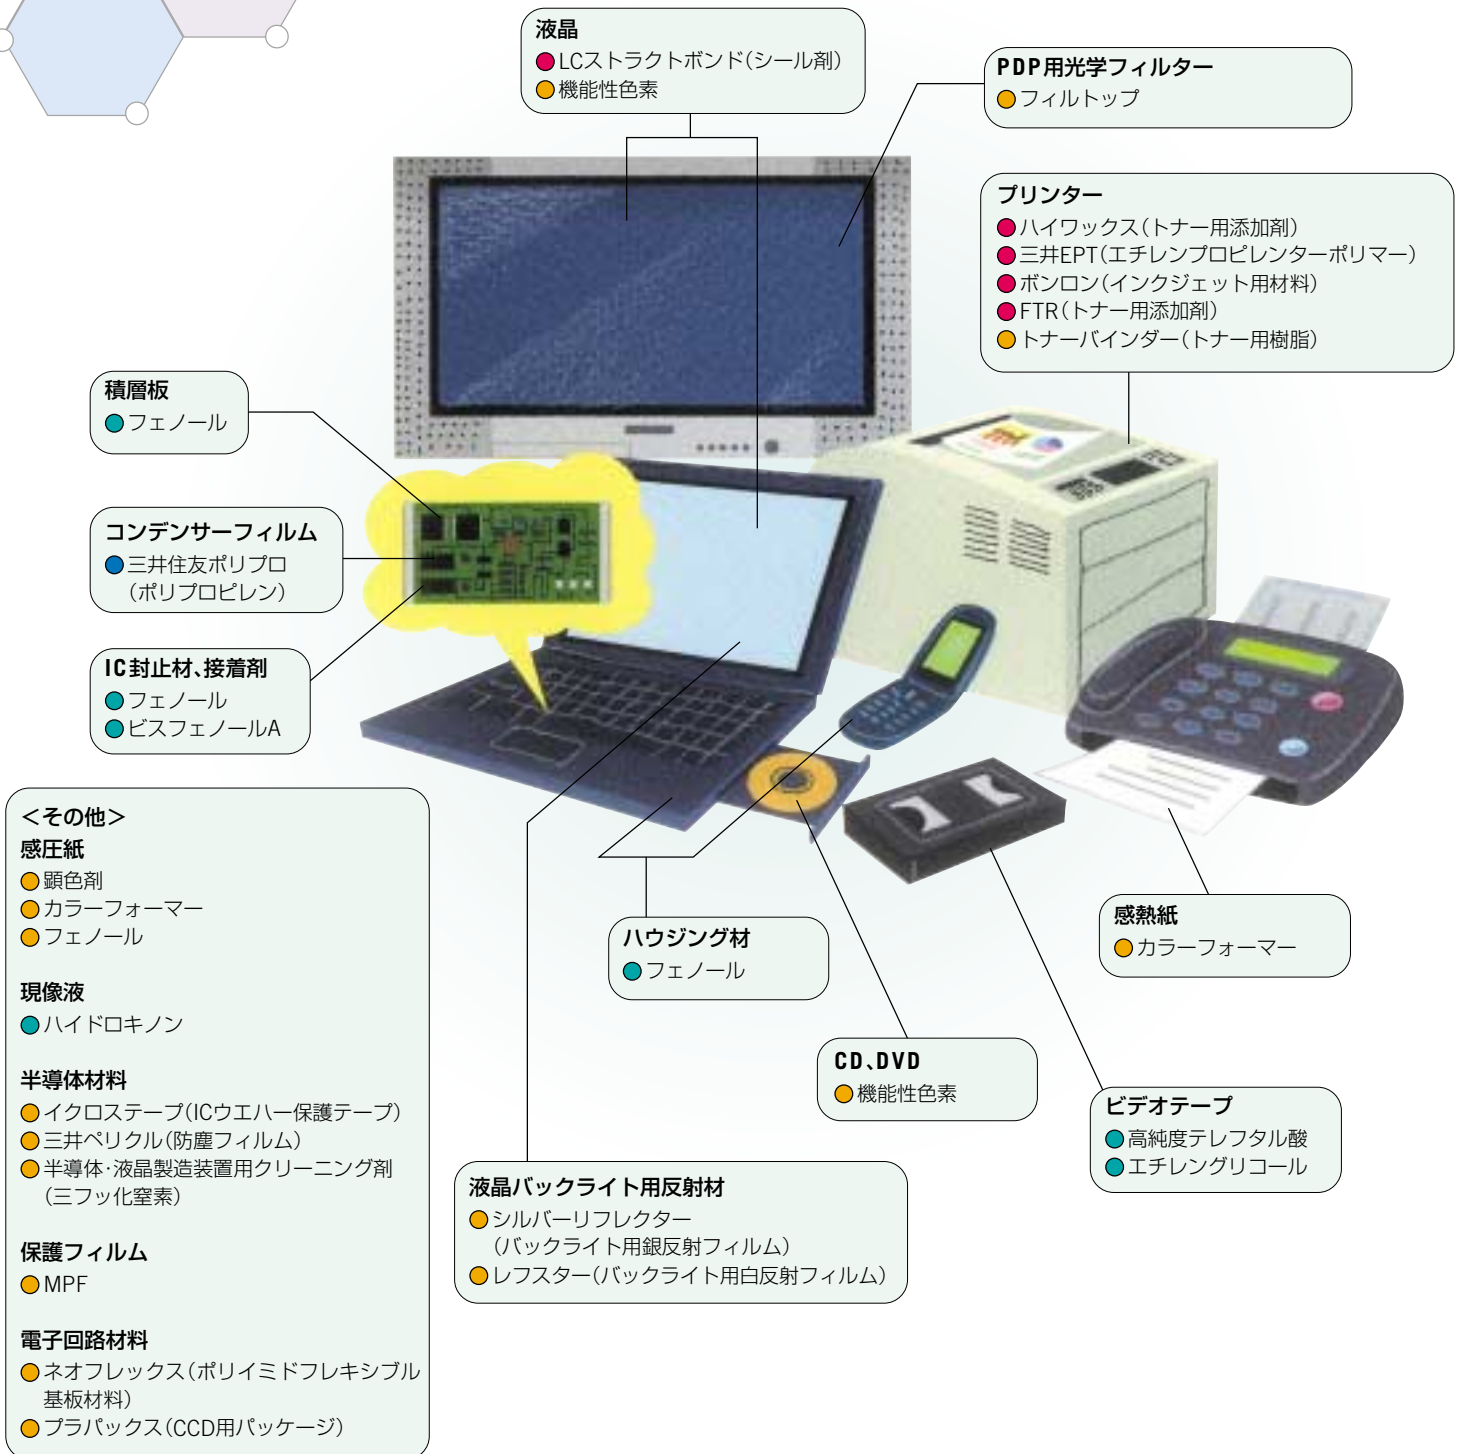 液晶
LCストラクトボンド（シール剤）
機能性色素
PDP用光学フィルター
フィルトップ
プリンター
ハイワックス（トナー用添加剤）
三井EPT（エチレンプロピレンターポリマー）
ボンロン（インクジェット用材料）
FTR（トナー用添加剤）
トナーバインダー（トナー用樹脂）
積層板
フェノール
コンデンサーフィルム
三井住友ポリプロ
（ポリプロピレン）
IC封止材、接着剤
フェノール
ビスフェノールA
＜その他＞
感圧紙
顕色剤
カラーフォーマー
フェノール
現像液
ハイドロキノン
半導体材料
イクロステープ（ICウエハー保護テープ）
三井ペリクル（防塵フィルム）
半導体・液晶製造装置用クリーニング剤
（三フッ化窒素）
保護フィルム
MPF
電子回路材料
ネオフレックス（ポリイミドフレキシブル
基板材料）
プラパックス（CCD用パッケージ）
ハウジング材
フェノール
感熱紙
カラーフォーマー
CD、DVD
機能性色素
ビデオテープ
高純度テレフタル酸
エチレングリコール
液晶バックライト用反射材
シルバーリフレクター
（バックライト用銀反射フィルム）
レフスター（バックライト用白反射フィルム）